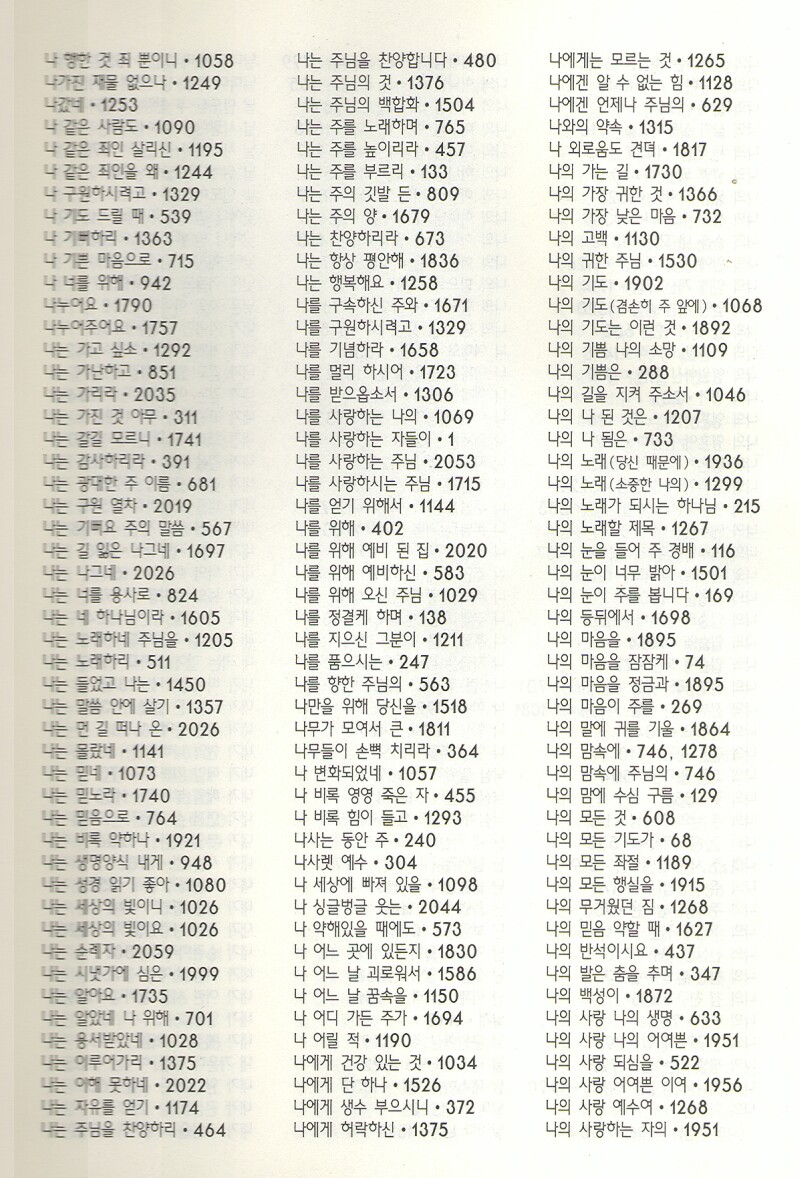 나 행한 것 죄 뿐이니 • 1058
나가진 재물 없으나 • 1249
나갔네 • 1253
나 같은 사람도 • 1090
나 같은 죄인 살리신 • 1195
나 같은 죄인을 왜 • 1244
나 구원하시려고 • 1329
나 기도 드릴 때 • 539
나 기뻐하리 • 1363
나 기쁜 마음으로 • 715
나 너를 위해 • 942
나누어요 • 1790
나누어주어요 • 1757
나는 가고 싶소 • 1292
나는 가난하고 • 851
나는 가리라 • 2035
나는 가진 것 아무 • 311
나는 갈길 모르니 • 1741
나는 감사하리라 • 391
나는 광대한 주 이름 • 681
나는 구원 열차 • 2019
나는 기뻐요 주의 말씀 • 567
나는 길 잃은 나그네 • 1697
나는 나그네 • 2026
나는 너를 용사로 • 824
나는 네 하나님이라 • 1605
나는 노래하네 주님을 • 1205
나는 노래하리 • 511
나는 들었고 나는 • 1450
나는 말씀 안에 살기 • 1357
나는 먼 길 떠나 온 • 2026
나는 몰랐네 • 1141
나는 믿네 • 1073
나는 믿노라 • 1740
나는 믿음으로 • 764
나는 비록 약하나 • 1921
나는 생명양식 내게 • 948
나는 성경 읽기 좋아 • 1080
나는 세상의 빛이니 • 1026
나는 세상의 빛이요 • 1026
나는 순례자 • 2059
나는 시냇가에 심은 • 1999
나는 알아요 • 1735
나는 알았네 나 위해 • 701
나는 용서받았네 • 1028
나는 이루어가리 • 1375
나는 이해 못하네 • 2022
나는 자유를 얻기 • 1174
나는 주님을 찬양하리 • 464
나는 주님을 찬양합니다 • 480
나는 주님의 것 • 1376
나는 주님의 백합화 • 1504
나는 주를 노래하며 • 765
나는 주를 높이리라 • 457
나는 주를 부르리 • 133
나는 주의 깃발 든 • 809
나는 주의 양 • 1679
나는 찬양하리라 • 673
나는 항상 평안해 • 1836
나는 행복해요 • 1258
나를 구속하신 주와 • 1671
나를 구원하시려고 • 1329
나를 기념하라 • 1658
나를 멀리 하시어 • 1723
나를 받으옵소서 • 1306
나를 사랑하는 나의 • 1069
나를 사랑하는 자들이 • 1
나를 사랑하는 주님 • 2053
나를 사랑하시는 주님 • 1715
나를 얻기 위해서 • 1144
나를 위해 • 402
나를 위해 예비 된 집 • 2020
나를 위해 예비하신 • 583
나를 위해 오신 주님 • 1029
나를 정결케 하며 • 138
나를 지으신 그분이 • 1211
나를 품으시는 • 247
나를 향한 주님의 • 563
나만을 위해 당신을 • 1518
나무가 모여서 큰 • 1811
나무들이 손뼉 치리라 • 364
나 변화되었네 • 1057
나 비록 영영 죽은 자 • 455
나 비록 힘이 들고 • 1293
나사는 동안 주 • 240
나사렛 예수 • 304
나 세상에 빠져 있을 • 1098
나 싱글벙글 웃는 • 2044
나 약해있을 때에도 • 573
나 어느 곳에 있든지 • 1830
나 어느 날 괴로워서 • 1586
나 어느 날 꿈속을 • 1150
나 어디 가든 주가 • 1694
나 어릴 적 • 1190
나에게 건강 있는 것 • 1034
나에게 단 하나 • 1526
나에게 생수 부으시니 • 372
나에게 허락하신 • 1375
나에게는 모르는 것 • 1265
나에겐 알 수 없는 힘 • 1128
나에겐 언제나 주님의 • 629
나와의 약속 • 1315
나 외로움도 견뎌 • 1817
나의 가는 길 • 1730
나의 가장 귀한 것 • 1366
나의 가장 낮은 마음 • 732
나의 고백 • 1130
나의 귀한 주님 • 1530
나의 기도 • 1902
나의 기도(겸손히 주 앞에) • 1068
나의 기도는 이런 것 • 1892
나의 기쁨 나의 소망 • 1109
나의 기쁨은 • 288
나의 길을 지켜 주소서 • 1046
나의 나 된 것은 • 1207
나의 나 됨은 • 733
나의 노래(당신 때문에) • 1936
나의 노래(소중한 나의) • 1299
나의 노래가 되시는 하나님 • 215
나의 노래할 제목 • 1267
나의 눈을 들어 주 경배 • 116
나의 눈이 너무 밝아 • 1501
나의 눈이 주를 봅니다 • 169
나의 등뒤에서 • 1698
나의 마음을 • 1895
나의 마음을 잠잠케 • 74
나의 마음을 정금과 • 1895
나의 마음이 주를 • 269
나의 말에 귀를 기울 • 1864
나의 맘속에 • 746, 1278
나의 맘속에 주님의 • 746
나의 맘에 수심 구름 • 129
나의 모든 것 • 608
나의 모든 기도가 • 68
나의 모든 좌절 • 1189
나의 모든 행실을 • 1915
나의 무거웠던 짐 • 1268
나의 믿음 약할 때 • 1627
나의 반석이시요 • 437
나의 발은 춤을 추며 • 347
나의 백성이 • 1872
나의 사랑 나의 생명 • 633
나의 사랑 나의 어여쁜 • 1951
나의 사랑 되심을 • 522
나의 사랑 어여쁜 이여 • 1956
나의 사랑 예수여 • 1268
나의 사랑하는 자의 • 1951